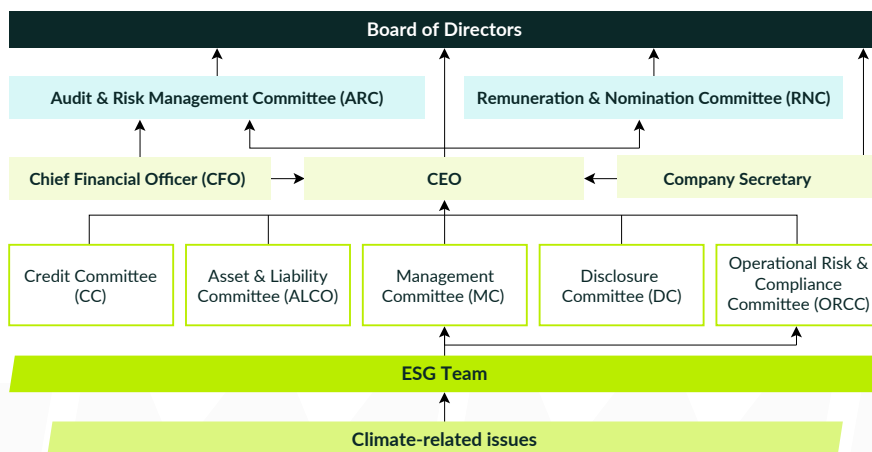 Board of Directors
Audit & Risk Management Committee (ARC)
Remuneration & Nomination Committee (RNC)
Chief Financial Officer (CFO)
CEO
Company Secretary
Credit Committee
(CC)
Asset & Liability
Committee (ALCO)
Management
Committee (MC)
Disclosure
Committee (DC)
Operational Risk &
Compliance
Committee (ORCC)
ESG Team
Climate-related issues